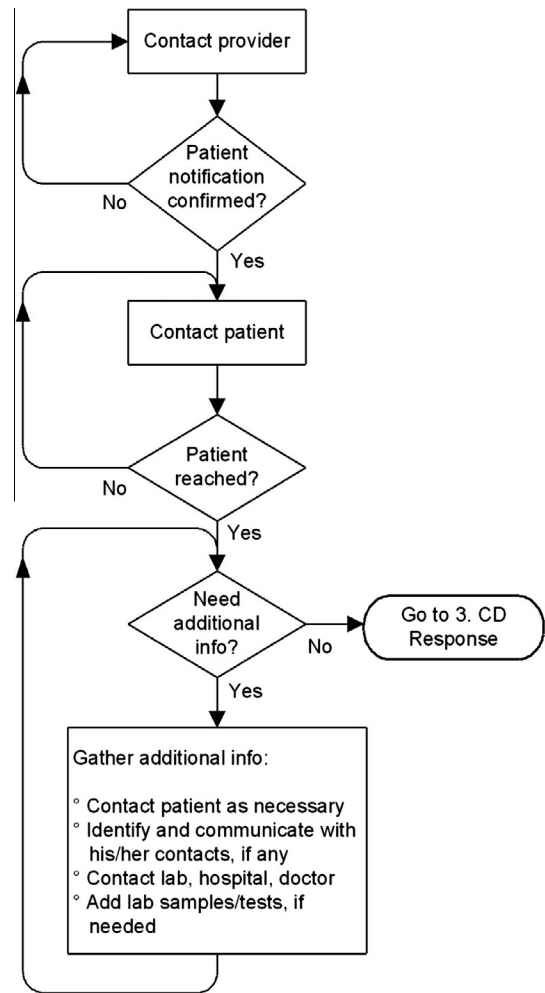 Contact provider
Patient
notification
confirmed?
No
Yes
Contact patient
Patient
reached?
No
Yes
Need
additional
info?
No
Go to 3. CD
Response
Yes
Gather additional info:
° Contact patient as necessary
° Identify and communicate with
his/her contacts, if any
° Contact lab, hospital, doctor
° Add lab samples/tests, if
needed